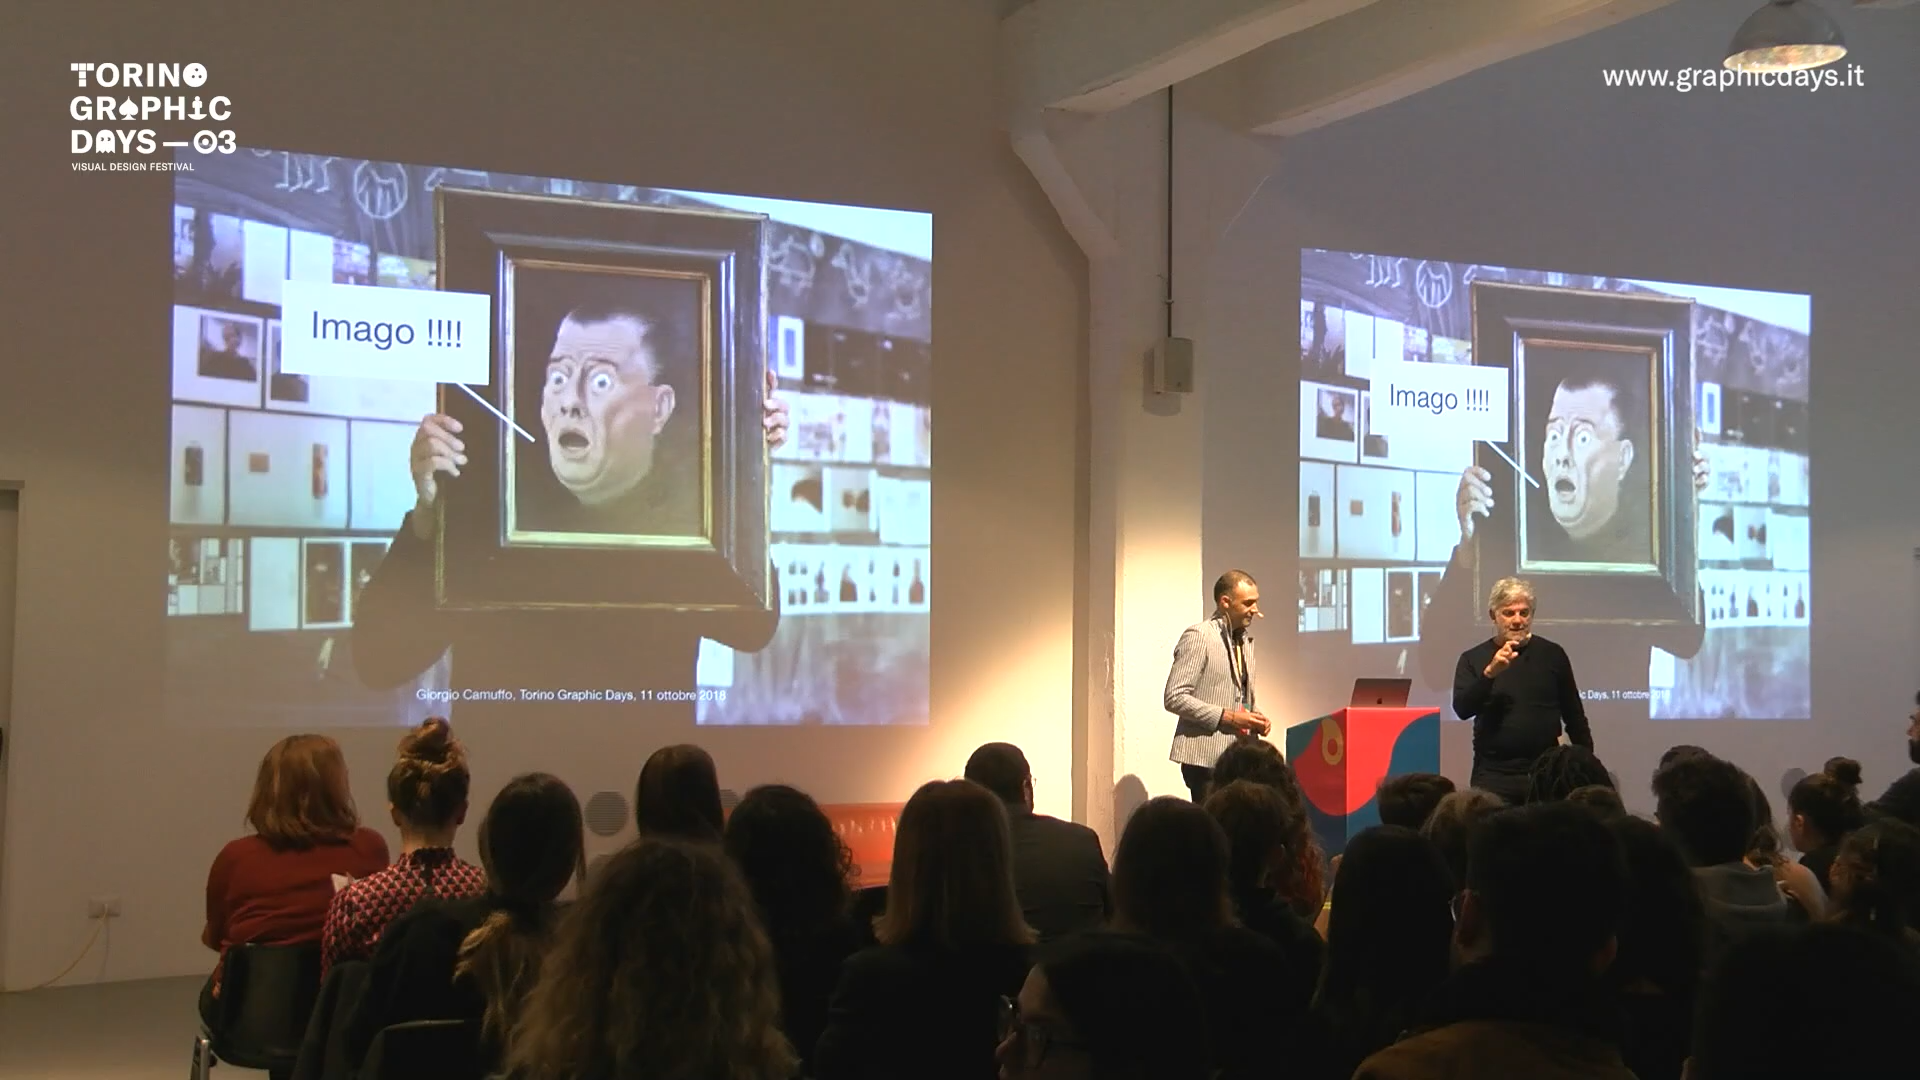 TORINO
GRAPHIC
DAYS—03
VISUAL DESIGN FESTIVAL
www.graphicdays.it
Imago !!!!
Giorgio Camuffo, Torino Graphic Days, 11 ottobre 2018
Imago !!!!
Days, 11 ottobre